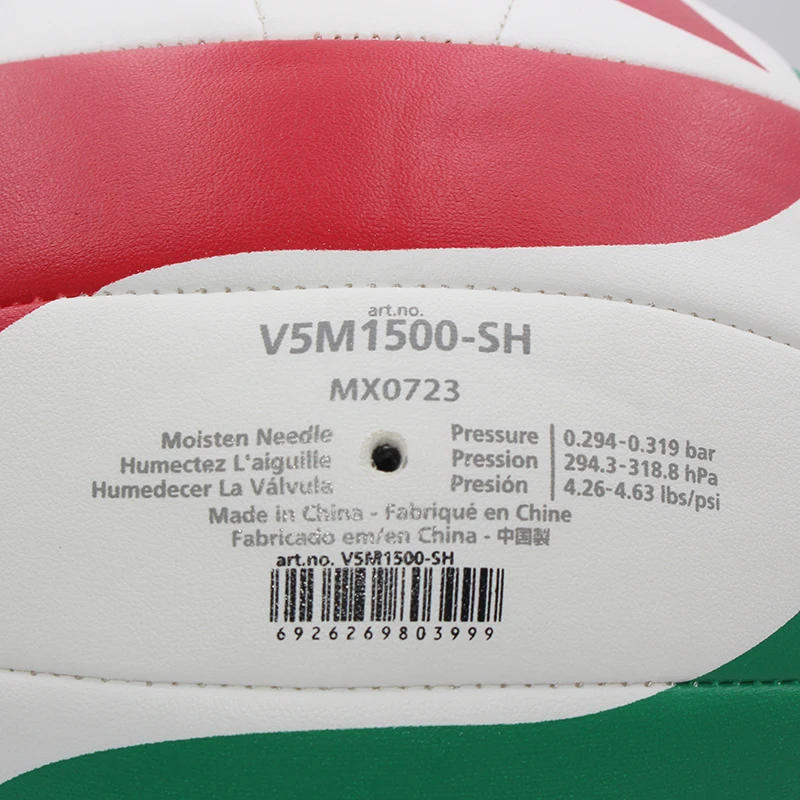 art.no.
V5M1500-SH
MX0723
Moisten Needle
Humectez L'aiguille
Humedecer La Válvula
Pressure 0.294-0.319 bar
Pression 294.3-318.8 hPa
Presión 4.26-4.63 lbs/psi
Made in China - Fabriqué en Chine
Fabricado em/en China - 中国製
art.no. V5M1500-SH
6926269803999